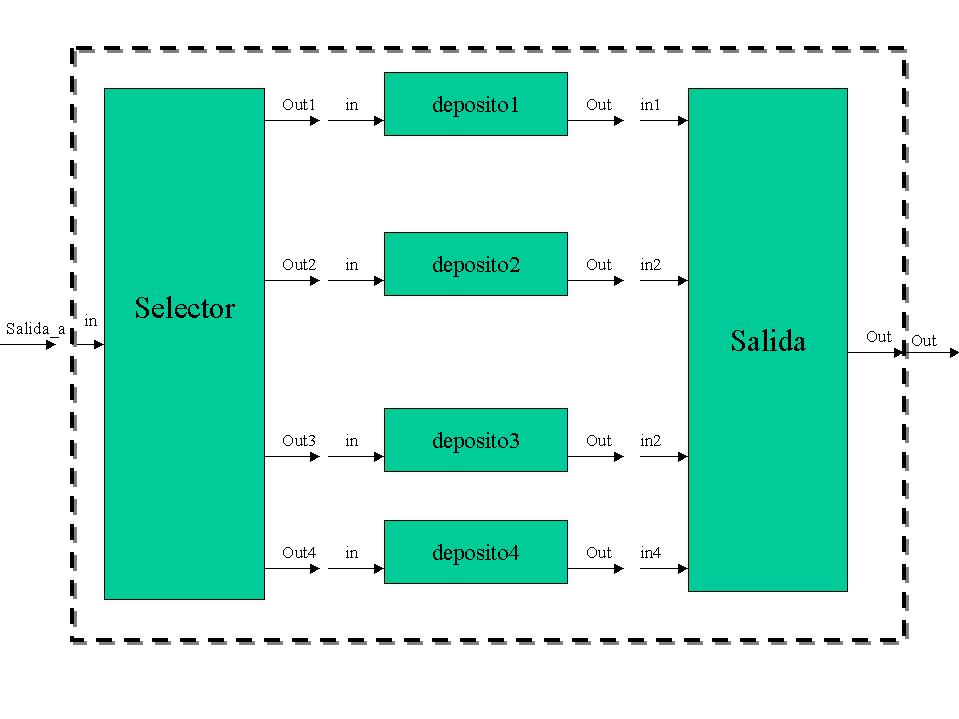 Out1 in deposito1 Out in1
Out2 in deposito2 Out in2
Selector
Salida_a in
Salida
Out Out
Out3 in deposito3 Out in2
Out4 in deposito4 Out in4